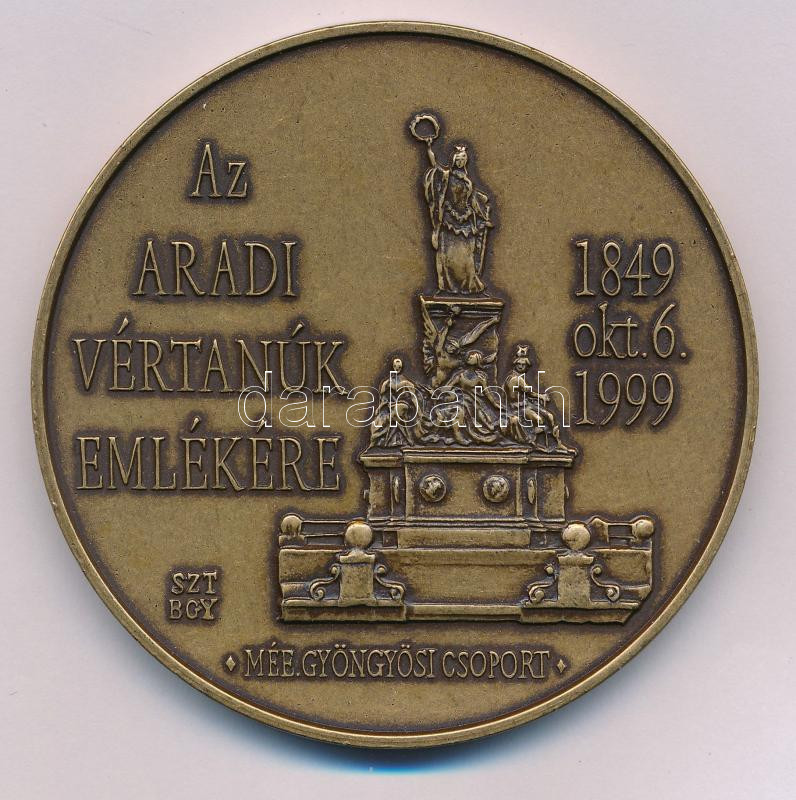 Az
ARADI
VÉRTANÚK
EMLÉKÉRE
1849
okt.6.
1999
SZT
BGY
MÉE.GYÖNGYÖSI CSOPORT
darabanth